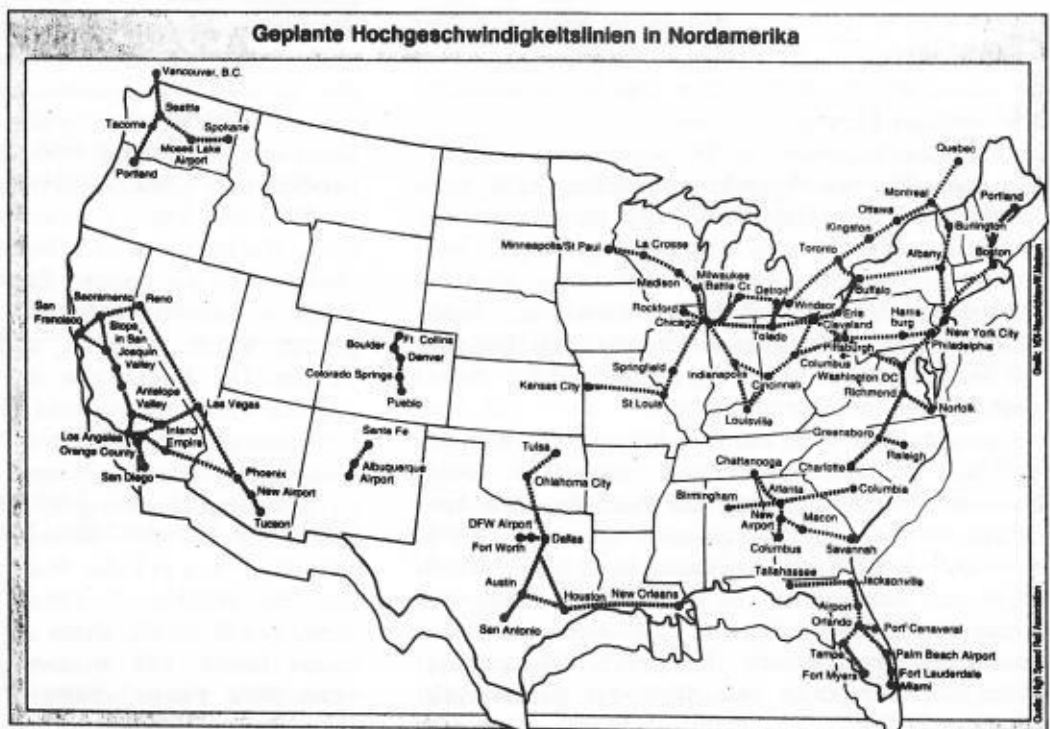 Geplante Hochgeschwindigkeitslinien in Nordamerika
Vancouver, B.C.
Seattle
Tacoma
Spokane
Moses Lake
Airport
Portland
Sacramento
Reno
San
Francisco
Slope
in San
Joaquin
Valley
Antelope
Valley
Las Vegas
Inland
Empire
Los Angeles
Orange County
San Diego
Phoenix
New Airport
Tucson
Ft. Collins
Boulder
Denver
Colorado Springs
Pueblo
Santa Fe
Albuquerque
Airport
Tulsa
Oklahoma City
DFW Airport
Fort Worth
Dallas
Austin
Houston
New Orleans
San Antonio
Minneapolis/St Paul
La Crosse
Madison
Milwaukee
Battle Cr.
Rockford
Chicago
Detroit
Windsor
Toledo
Springfield
Indianapolis
Kansas City
St Louis
Cincinnati
Louisville
Quebec
Montreal
Portland
Ottawa
Kingston
Burlington
Toronto
Albany
Boston
Buffalo
Erie
Cleveland
Harris-
burg
New York City
Pittsburgh
Philadelphia
Columbus
Washington DC
Richmond
Norfolk
Greensboro
Raleigh
Charlotte
Chattanooga
Birmingham
Atlanta
Columbia
New
Airport
Macon
Columbus
Savannah
Tallahassee
Jacksonville
Airport
Orlando
Port Canaveral
Tampa
Palm Beach Airport
Fort Myers
Fort Lauderdale
Miami
Quelle: High Speed Rail Association